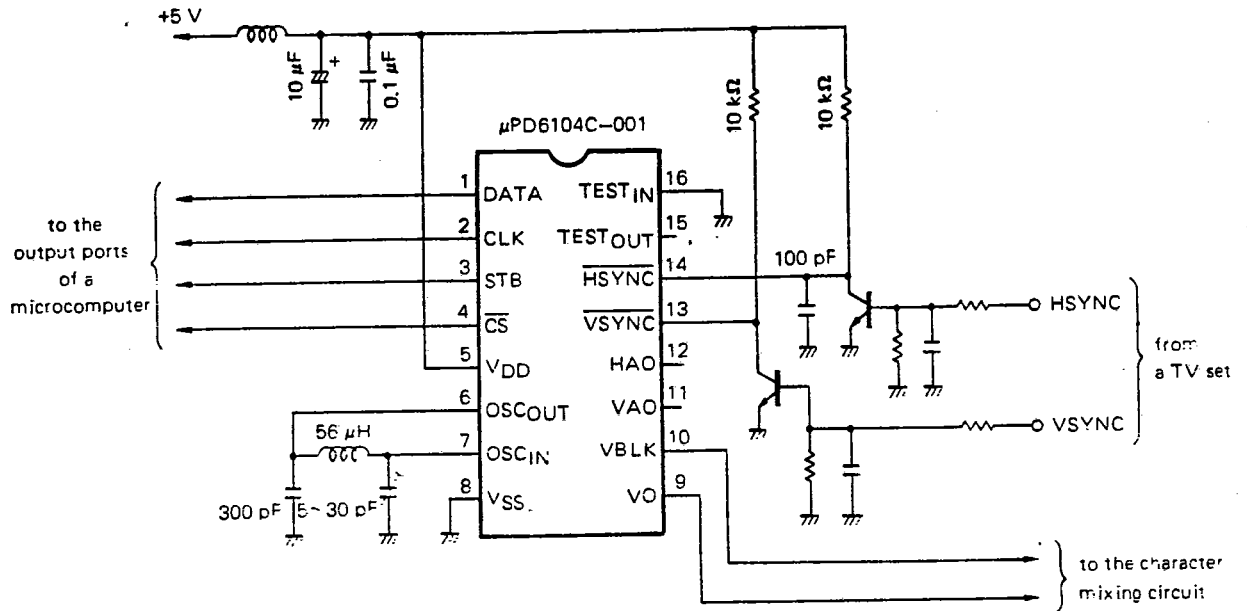 +5 V
10 µF
+
0.1 µF
10 kΩ
10 kΩ
µPD6104C-001
to the
output ports
of a
microcomputer
1 DATA
2 CLK
3 STB
4 CS
5 VDD
6 OSCOUT
7 OSCIN
8 VSS
TESTIN 16
TESTOUT 15
HSYNC 14
VSYNC 13
HAO 12
VAO 11
VBLK 10
VO 9
100 pF
56 µH
300 pF
5~30 pF
HSYNC
from
a TV set
VSYNC
to the character
mixing circuit